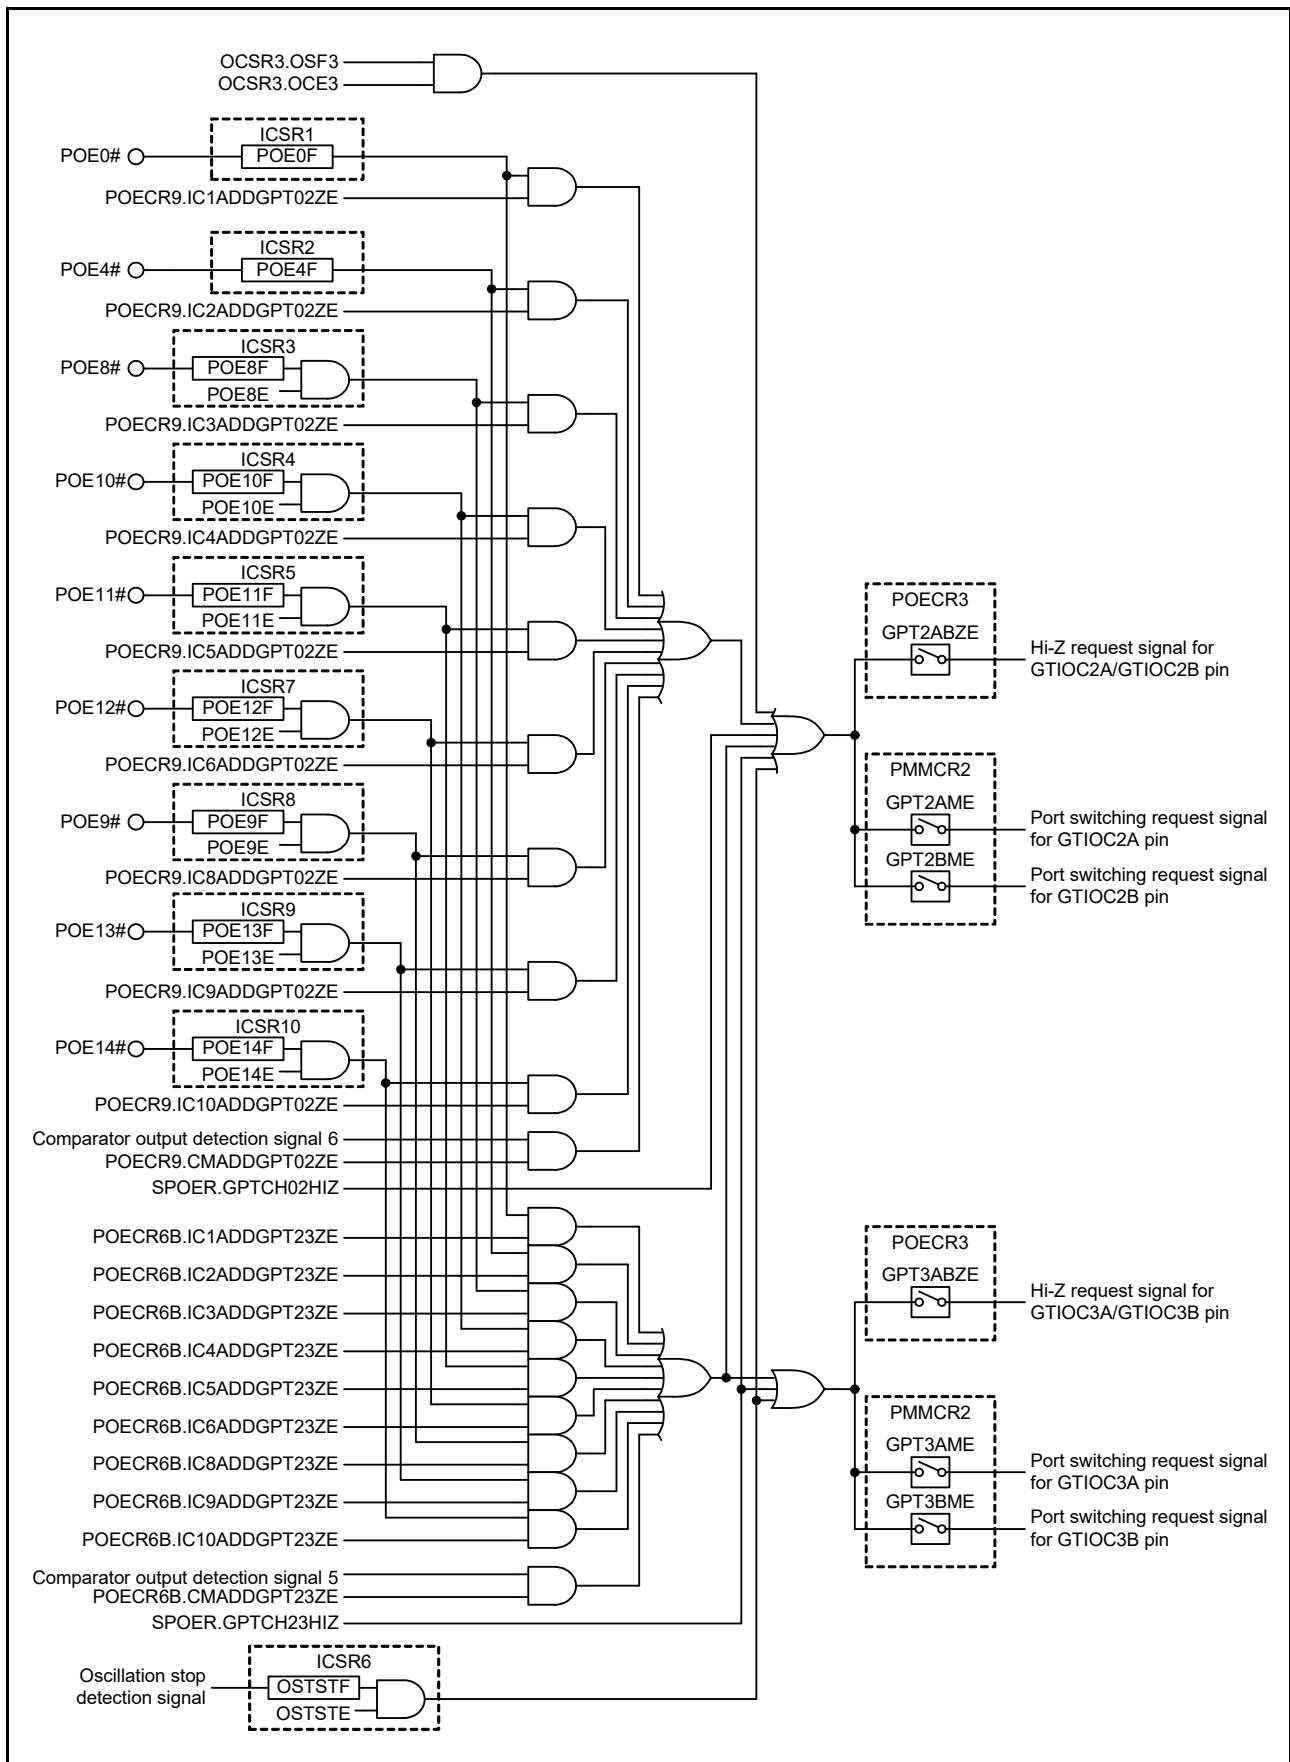 OCSR3.OSF3
OCSR3.OCE3
ICSR1
POE0#
POE0F
POECR9.IC1ADDGPT02ZE
ICSR2
POE4#
POE4F
POECR9.IC2ADDGPT02ZE
ICSR3
POE8#
POE8F
POE8E
POECR9.IC3ADDGPT02ZE
ICSR4
POE10#
POE10F
POE10E
POECR9.IC4ADDGPT02ZE
ICSR5
POE11#
POE11F
POE11E
POECR9.IC5ADDGPT02ZE
ICSR7
POE12#
POE12F
POE12E
POECR9.IC6ADDGPT02ZE
ICSR8
POE9#
POE9F
POE9E
POECR9.IC8ADDGPT02ZE
ICSR9
POE13#
POE13F
POE13E
POECR9.IC9ADDGPT02ZE
ICSR10
POE14#
POE14F
POE14E
POECR9.IC10ADDGPT02ZE
Comparator output detection signal 6
POECR9.CMADDGPT02ZE
SPOER.GPTCH02HIZ
POECR6B.IC1ADDGPT23ZE
POECR6B.IC2ADDGPT23ZE
POECR6B.IC3ADDGPT23ZE
POECR6B.IC4ADDGPT23ZE
POECR6B.IC5ADDGPT23ZE
POECR6B.IC6ADDGPT23ZE
POECR6B.IC8ADDGPT23ZE
POECR6B.IC9ADDGPT23ZE
POECR6B.IC10ADDGPT23ZE
Comparator output detection signal 5
POECR6B.CMADDGPT23ZE
SPOER.GPTCH23HIZ
ICSR6
Oscillation stop
detection signal
OSTSTF
OSTSTE
POECR3
GPT2ABZE
Hi-Z request signal for
GTIOC2A/GTIOC2B pin
PMMCR2
GPT2AME
Port switching request signal
for GTIOC2A pin
GPT2BME
Port switching request signal
for GTIOC2B pin
POECR3
GPT3ABZE
Hi-Z request signal for
GTIOC3A/GTIOC3B pin
PMMCR2
GPT3AME
Port switching request signal
for GTIOC3A pin
GPT3BME
Port switching request signal
for GTIOC3B pin